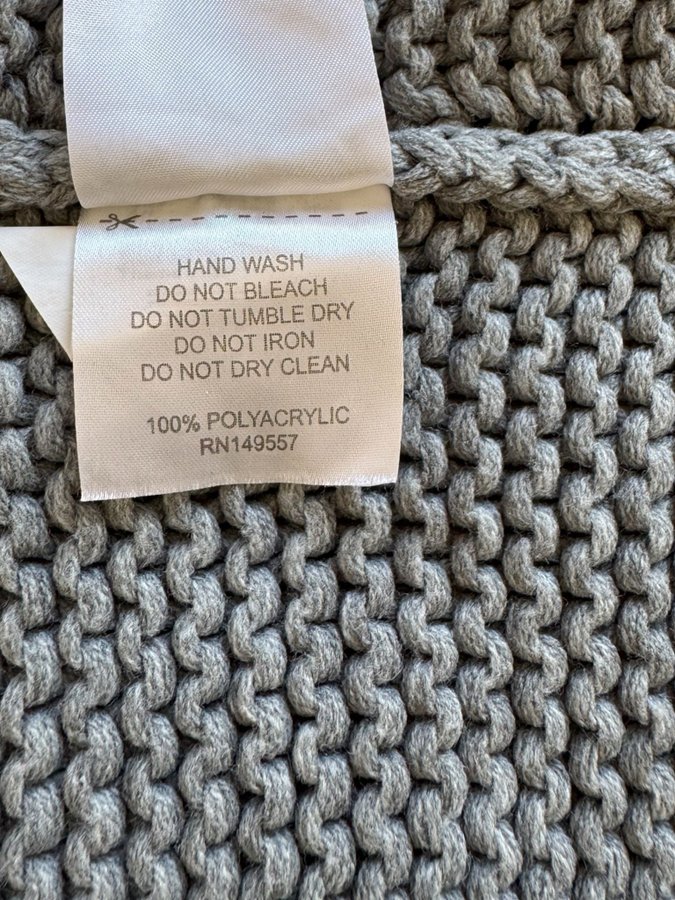 HAND WASH
DO NOT BLEACH
DO NOT TUMBLE DRY
DO NOT IRON
DO NOT DRY CLEAN
100% POLYACRYLIC
RN149557